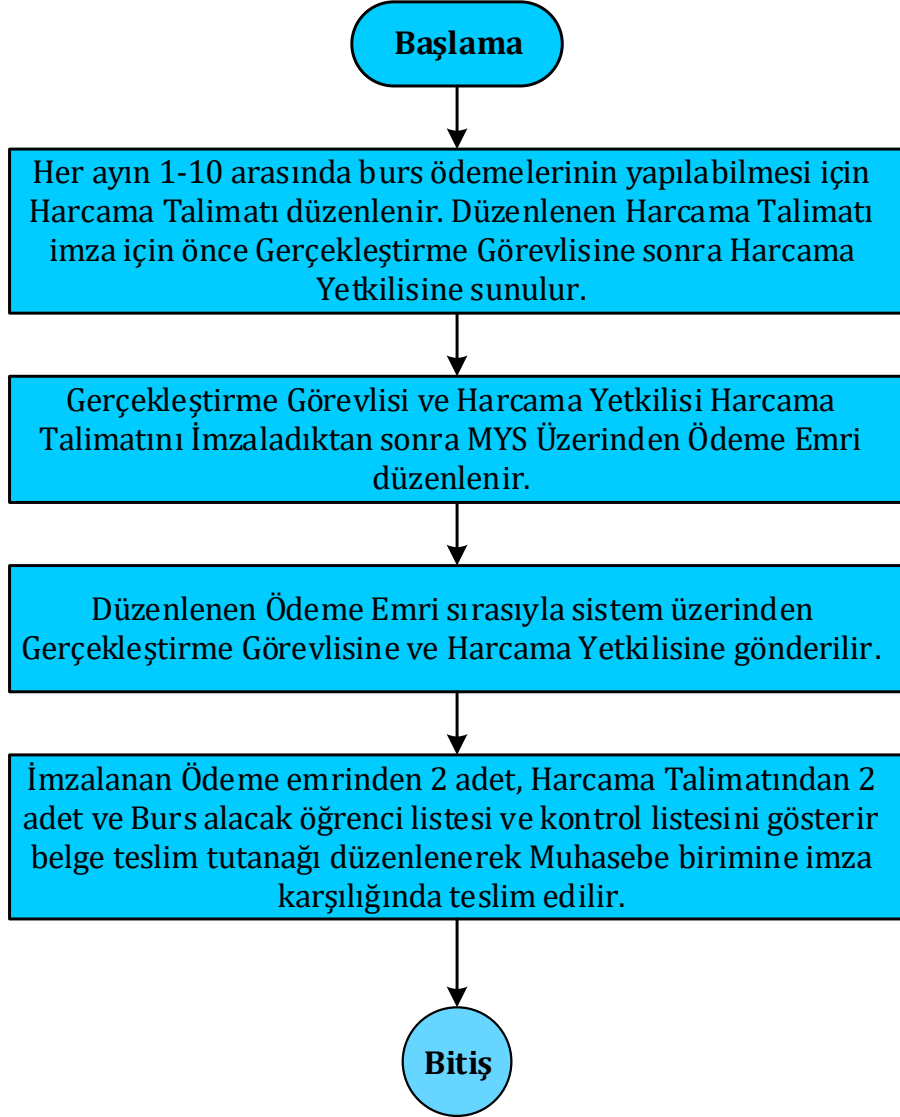 Başlama
Her ayın 1-10 arasında burs ödemelerinin yapılabilmesi için
Harcama Talimatı düzenlenir. Düzenlenen Harcama Talimatı
imza için önce Gerçekleştirme Görevlisine sonra Harcama
Yetkilisine sunulur.
Gerçekleştirme Görevlisi ve Harcama Yetkilisi Harcama
Talimatını İmzaladıktan sonra MYS Üzerinden Ödeme Emri
düzenlenir.
Düzenlenen Ödeme Emri sırasıyla sistem üzerinden
Gerçekleştirme Görevlisine ve Harcama Yetkilisine gönderilir.
İmzalanan Ödeme emrinden 2 adet, Harcama Talimatından 2
adet ve Burs alacak öğrenci listesi ve kontrol listesini gösterir
belge teslim tutanağı düzenlenerek Muhasebe birimine imza
karşılığında teslim edilir.
Bitiş